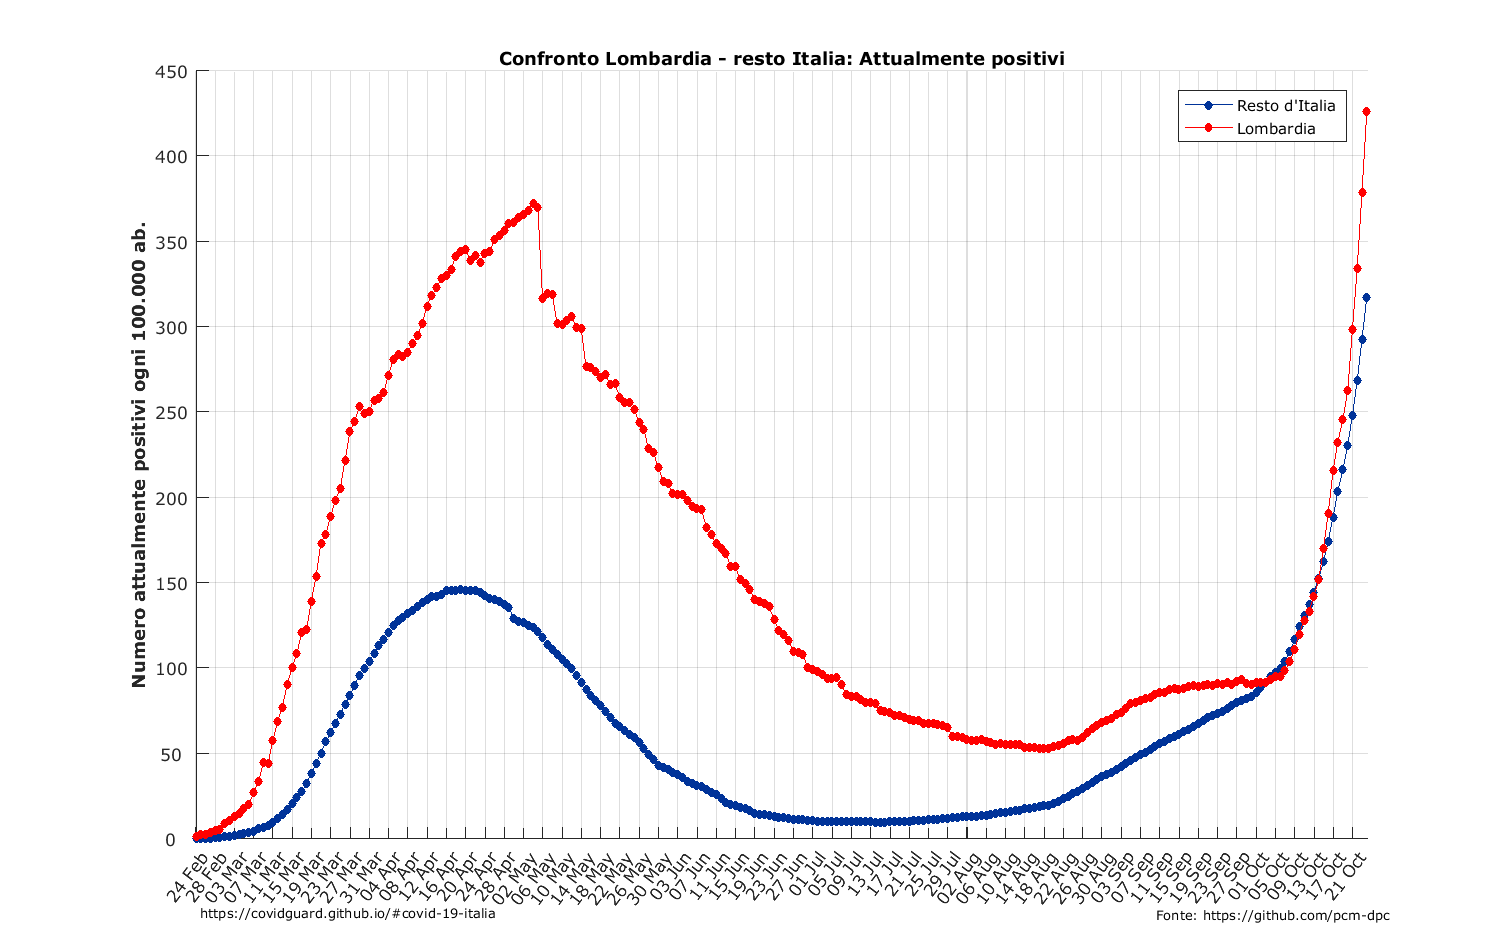 Confronto Lombardia - resto Italia: Attualmente positivi
Numero attualmente positivi ogni 100.000 ab.
450
400
350
300
250
200
150
100
50
0
Resto d'Italia
Lombardia
24 Feb
28 Feb
03 Mar
07 Mar
11 Mar
15 Mar
19 Mar
23 Mar
27 Mar
31 Mar
04 Apr
08 Apr
12 Apr
16 Apr
20 Apr
24 Apr
28 Apr
02 May
06 May
10 May
14 May
18 May
22 May
26 May
30 May
03 Jun
07 Jun
11 Jun
15 Jun
19 Jun
23 Jun
27 Jun
01 Jul
05 Jul
09 Jul
13 Jul
17 Jul
21 Jul
25 Jul
29 Jul
02 Aug
06 Aug
10 Aug
14 Aug
18 Aug
22 Aug
26 Aug
30 Aug
03 Sep
07 Sep
11 Sep
15 Sep
19 Sep
23 Sep
27 Sep
01 Oct
05 Oct
09 Oct
13 Oct
17 Oct
21 Oct
https://covidguard.github.io/#covid-19-italia
Fonte: https://github.com/pcm-dpc